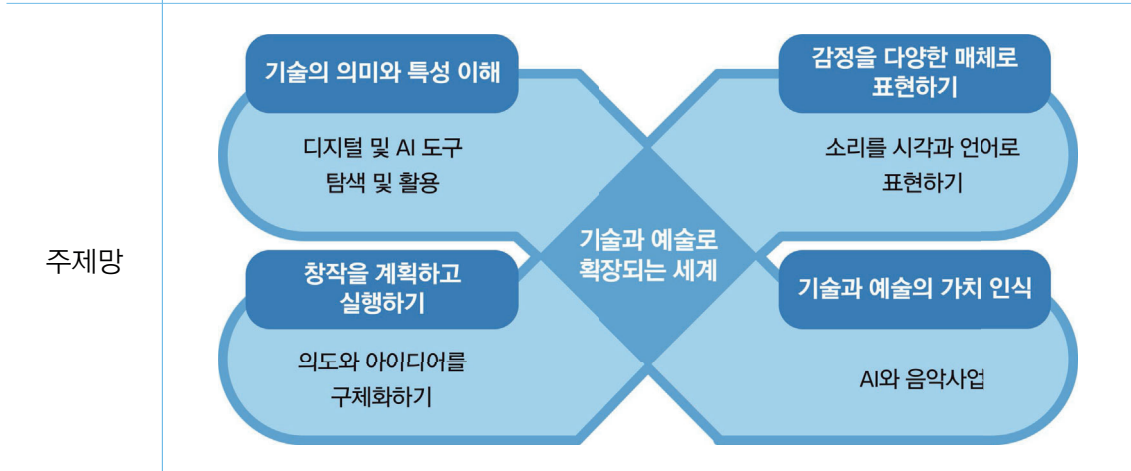 주제망
기술의 의미와 특성 이해
디지털 및 AI 도구
탐색 및 활용
감정을 다양한 매체로
표현하기
소리를 시각과 언어로
표현하기
기술과 예술로
확장되는 세계
창작을 계획하고
실행하기
의도와 아이디어를
구체화하기
기술과 예술의 가치 인식
AI와 음악사업